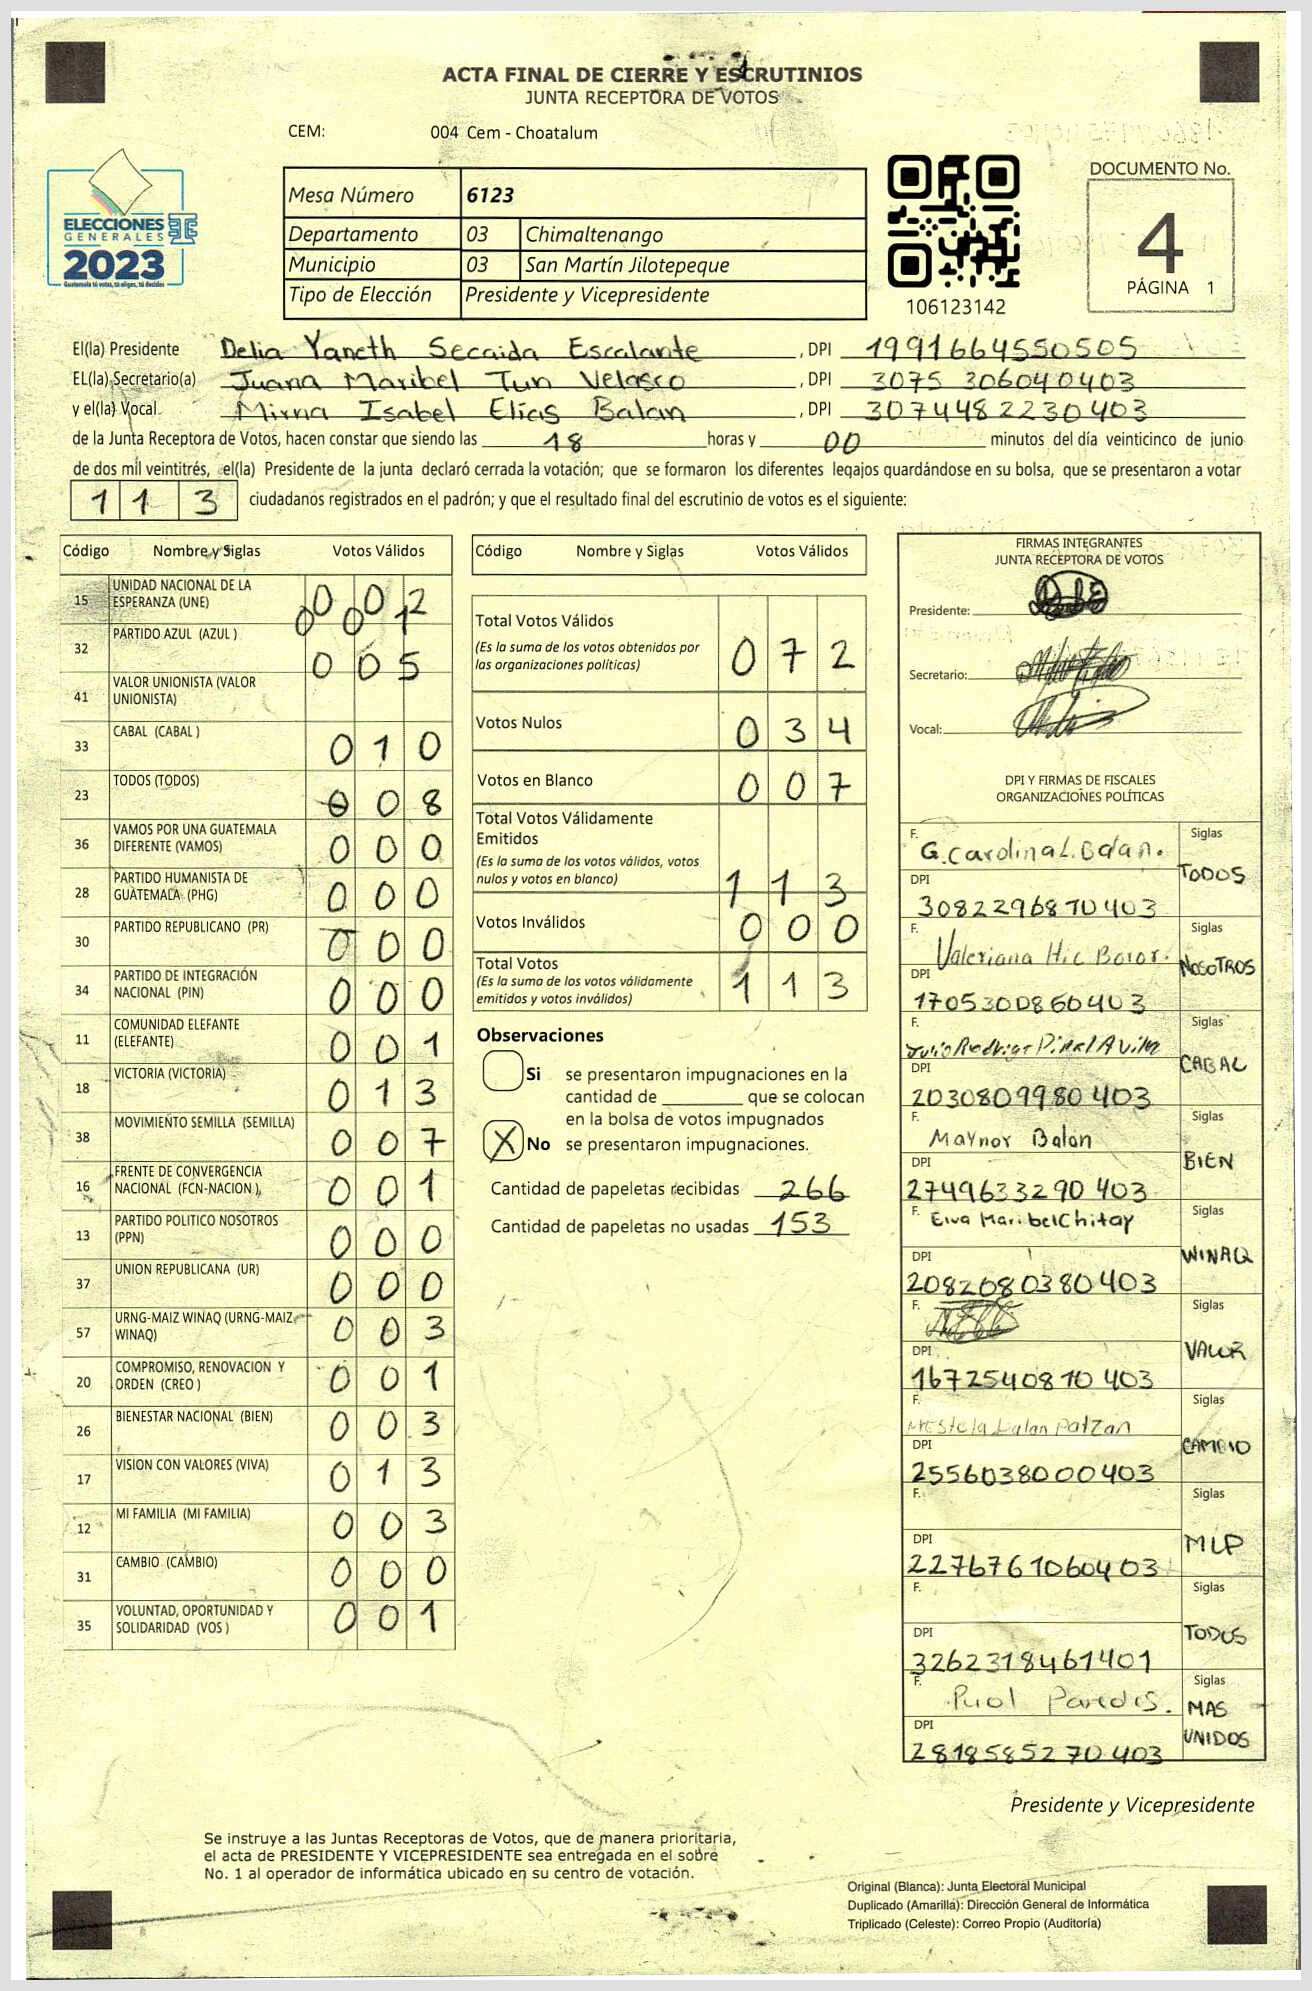 ACTA FINAL DE CIERRE Y ESCRUTINIOS
JUNTA RECEPTORA DE VOTOS
CEM: 004 Cem - Choatalum
ELECCIONES
GENERALES
2023
Guatemala tú votas, tú eliges, tú decides
Mesa Número 6123
Departamento 03 Chimaltenango
Municipio 03 San Martín Jilotepeque
Tipo de Elección Presidente y Vicepresidente
106123142
DOCUMENTO No.
4
PÁGINA 1
El(la) Presidente Delia Yaneth Secaida Escalante , DPI 1991664550505
EL(la) Secretario(a) Juana Maribel Tun Velasco , DPI 3075 306040403
y el(la) Vocal. Mirna Isabel Elias Balan , DPI 3074482230403
de la Junta Receptora de Votos, hacen constar que siendo las 18 horas y 00 minutos del día veinticinco de junio
de dos mil veintitrés, el(la) Presidente de la junta declaró cerrada la votación; que se formaron los diferentes legajos guardándose en su bolsa, que se presentaron a votar
113 ciudadanos registrados en el padrón; y que el resultado final del escrutinio de votos es el siguiente:
Código Nombre y Siglas Votos Válidos
15 UNIDAD NACIONAL DE LA ESPERANZA (UNE) 0 0 2
32 PARTIDO AZUL (AZUL ) 0 0 1
41 VALOR UNIONISTA (VALOR UNIONISTA) 0 0 5
33 CABAL (CABAL ) 0 1 0
23 TODOS (TODOS) 0 0 8
36 VAMOS POR UNA GUATEMALA DIFERENTE (VAMOS) 0 0 0
28 PARTIDO HUMANISTA DE GUATEMALA (PHG) 0 0 0
30 PARTIDO REPUBLICANO (PR) 0 0 0
34 PARTIDO DE INTEGRACIÓN NACIONAL (PIN) 0 0 0
11 COMUNIDAD ELEFANTE (ELEFANTE) 0 0 1
18 VICTORIA (VICTORIA) 0 1 3
38 MOVIMIENTO SEMILLA (SEMILLA) 0 0 7
16 FRENTE DE CONVERGENCIA NACIONAL (FCN-NACION ) 0 0 1
13 PARTIDO POLITICO NOSOTROS (PPN) 0 0 0
37 UNION REPUBLICANA (UR) 0 0 0
57 URNG-MAIZ WINAQ (URNG-MAIZ WINAQ) 0 0 3
20 COMPROMISO, RENOVACION Y ORDEN (CREO ) 0 0 1
26 BIENESTAR NACIONAL (BIEN) 0 0 3
17 VISION CON VALORES (VIVA) 0 1 3
12 MI FAMILIA (MI FAMILIA) 0 0 3
31 CAMBIO (CAMBIO) 0 0 0
35 VOLUNTAD, OPORTUNIDAD Y SOLIDARIDAD (VOS ) 0 0 1
Código Nombre y Siglas Votos Válidos
Total Votos Válidos 0 7 2
(Es la suma de los votos obtenidos por
las organizaciones políticas)
Votos Nulos 0 3 4
Votos en Blanco 0 0 7
Total Votos Válidamente
Emitidos
(Es la suma de los votos válidos, votos
nulos y votos en blanco) 1 1 3
Votos Inválidos 0 0 0
Total Votos
(Es la suma de los votos válidamente
emitidos y votos inválidos) 1 1 3
Observaciones
Si se presentaron impugnaciones en la
cantidad de ________ que se colocan
en la bolsa de votos impugnados
X No se presentaron impugnaciones.
Cantidad de papeletas recibidas 266
Cantidad de papeletas no usadas 153
FIRMAS INTEGRANTES
JUNTA RECEPTORA DE VOTOS
Presidente:
Secretario:
Vocal:
DPI Y FIRMAS DE FISCALES
ORGANIZACIONES POLÍTICAS
F. G. Carolina L. Balan. Siglas
DPI 3082296870403 TODOS
F. Valeriana Hic Boror. Siglas
DPI 1705300860403 NOSOTROS
F. Julio Rodrigo Pinel Avila Siglas
DPI 2030809980403 CABAL
F. Maynor Balan Siglas
DPI 2749633290403 BIEN
F. Elva Maribel Chitay Siglas
DPI 2082080380403 WINAQ
F. Siglas
DPI 1672540810403 VALOR
F. Estela Balan Patzan Siglas
DPI 2556038000403 CAMBIO
F. Siglas
DPI 2276761060403 MLP
F. Siglas
DPI 3262318461401 TODOS
F. Paredes. Siglas
DPI 2818585270403 MAS UNIDOS
Presidente y Vicepresidente
Se instruye a las Juntas Receptoras de Votos, que de manera prioritaria,
el acta de PRESIDENTE Y VICEPRESIDENTE sea entregada en el sobre
No. 1 al operador de informática ubicado en su centro de votación.
Original (Blanca): Junta Electoral Municipal
Duplicado (Amarilla): Dirección General de Informática
Triplicado (Celeste): Correo Propio (Auditoría)